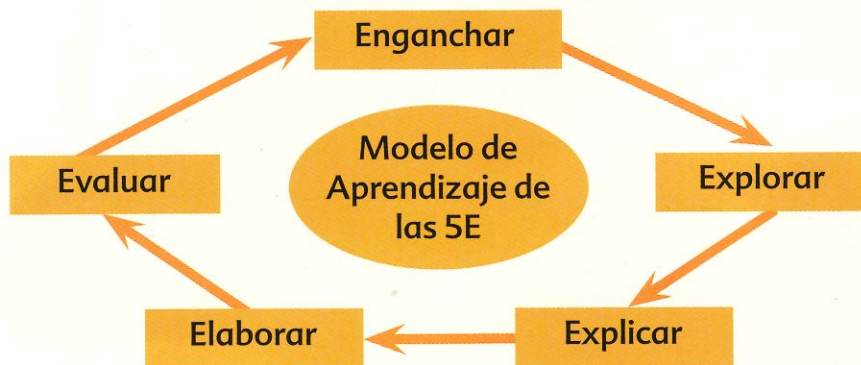 Enganchar
Modelo de
Aprendizaje de
las 5E
Evaluar
Explorar
Elaborar
Explicar